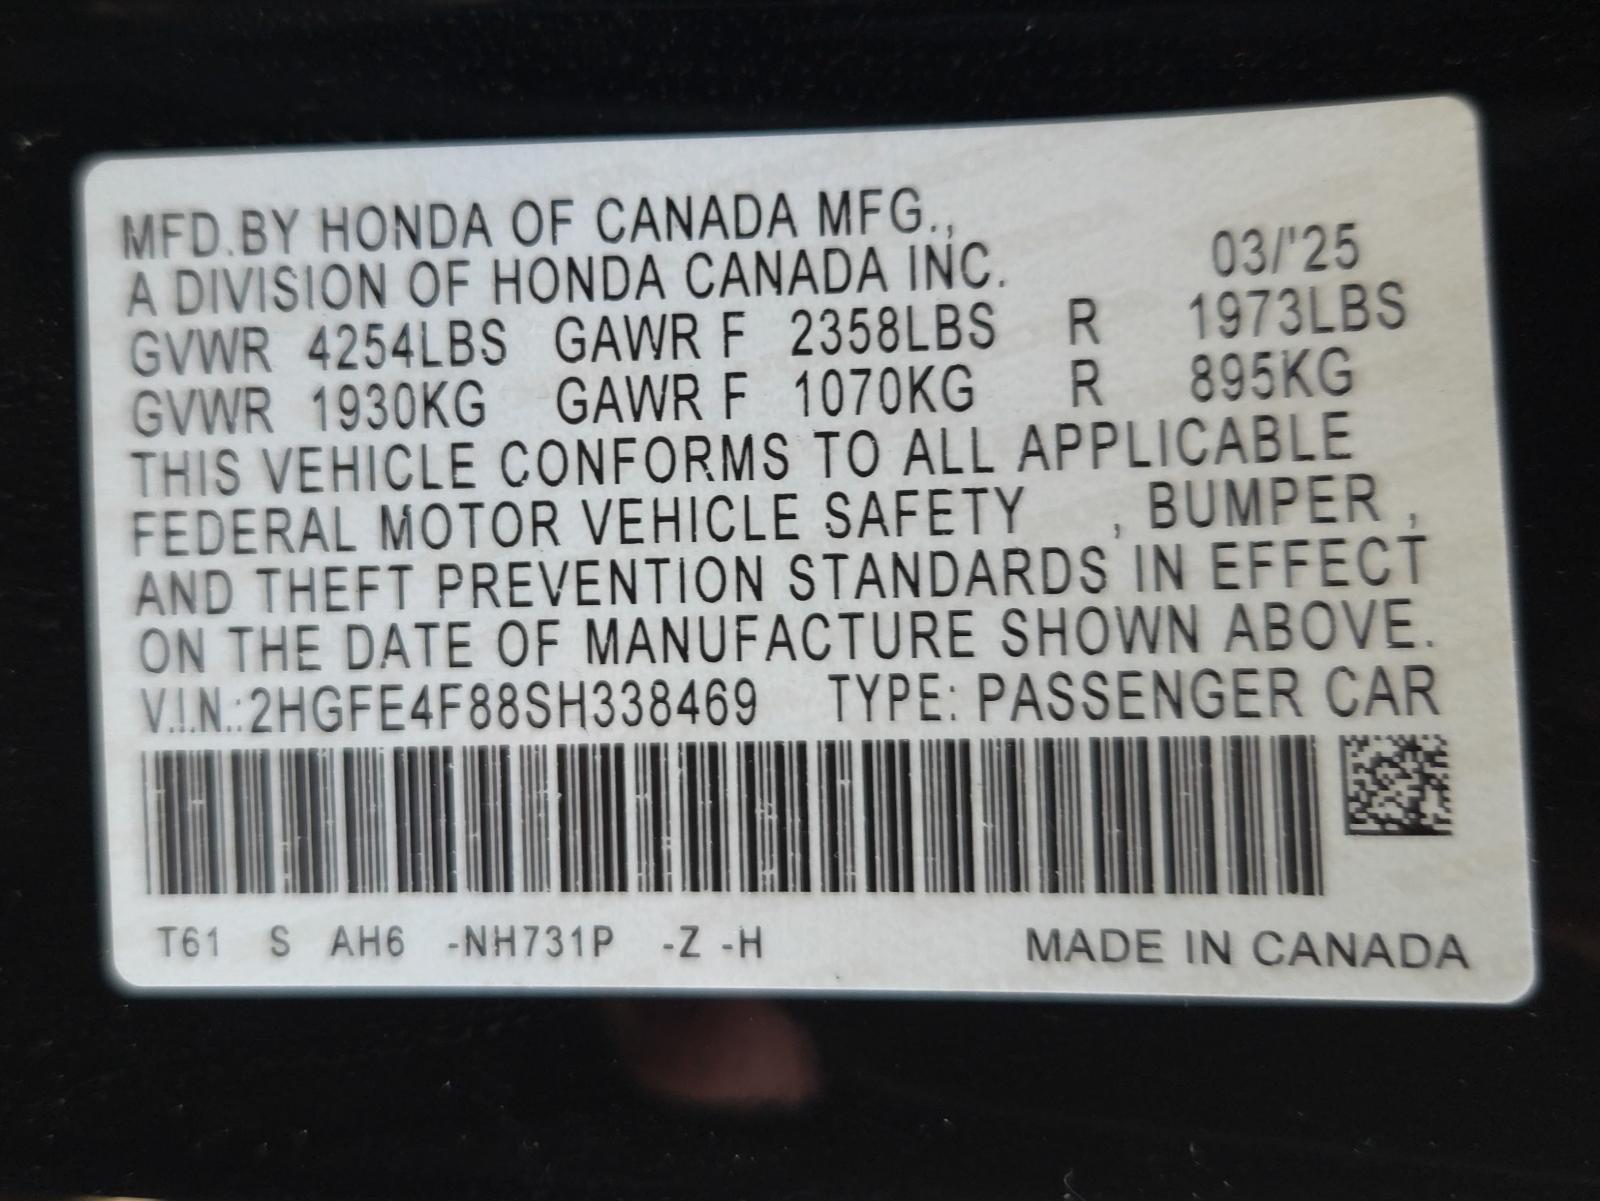 MFD.BY HONDA OF CANADA MFG.,
A DIVISION OF HONDA CANADA INC. 03/'25
GVWR 4254LBS GAWR F 2358LBS R 1973LBS
GVWR 1930KG GAWR F 1070KG R 895KG
THIS VEHICLE CONFORMS TO ALL APPLICABLE
FEDERAL MOTOR VEHICLE SAFETY , BUMPER ,
AND THEFT PREVENTION STANDARDS IN EFFECT
ON THE DATE OF MANUFACTURE SHOWN ABOVE.
V.I.N.:2HGFE4F88SH338469 TYPE: PASSENGER CAR
T61 S AH6 -NH731P -Z -H MADE IN CANADA